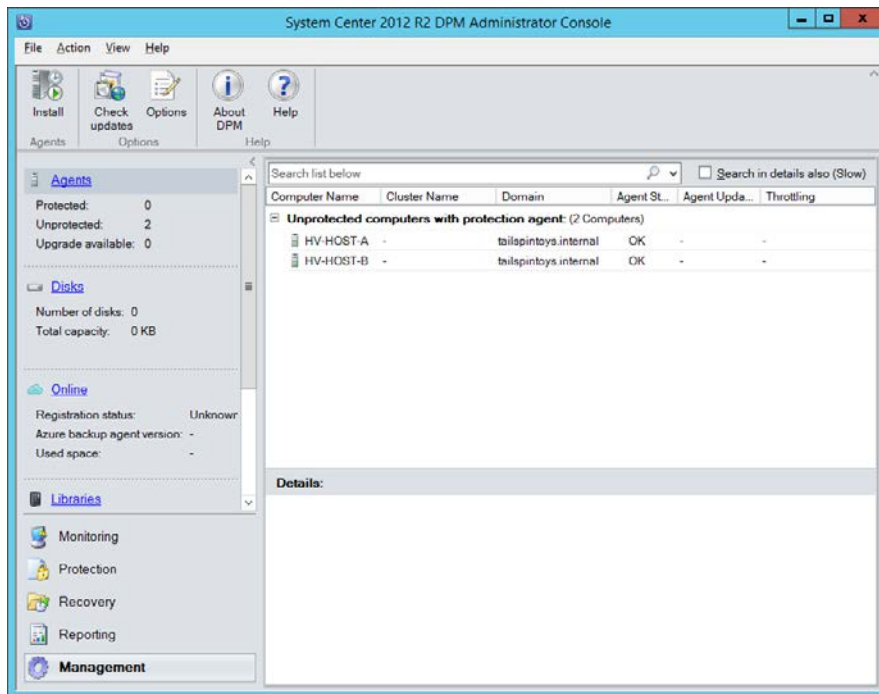 System Center 2012 R2 DPM Administrator Console
File Action View Help
Install
Check updates
Options
About DPM
Help
Agents
Options
Help
Agents
Protected: 0
Unprotected: 2
Upgrade available: 0
Disks
Number of disks: 0
Total capacity: 0 KB
Online
Registration status: Unknowr
Azure backup agent version: -
Used space: -
Libraries
Monitoring
Protection
Recovery
Reporting
Management
Search list below
Search in details also (Slow)
Computer Name Cluster Name Domain Agent St... Agent Upda... Throttling
Unprotected computers with protection agent: (2 Computers)
HV-HOST-A - tailspintoys.internal OK - -
HV-HOST-B - tailspintoys.internal OK - -
Details: